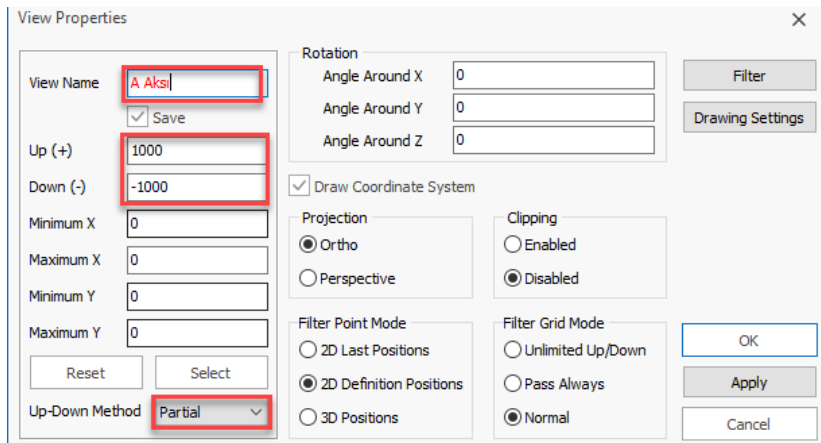 View Properties
View Name A Aksı
Save
Up (+) 1000
Down (-) -1000
Minimum X 0
Maximum X 0
Minimum Y 0
Maximum Y 0
Reset Select
Up-Down Method Partial
Rotation
Angle Around X 0
Angle Around Y 0
Angle Around Z 0
Draw Coordinate System
Projection
Ortho
Perspective
Clipping
Enabled
Disabled
Filter Point Mode
2D Last Positions
2D Definition Positions
3D Positions
Filter Grid Mode
Unlimited Up/Down
Pass Always
Normal
Filter
Drawing Settings
OK
Apply
Cancel